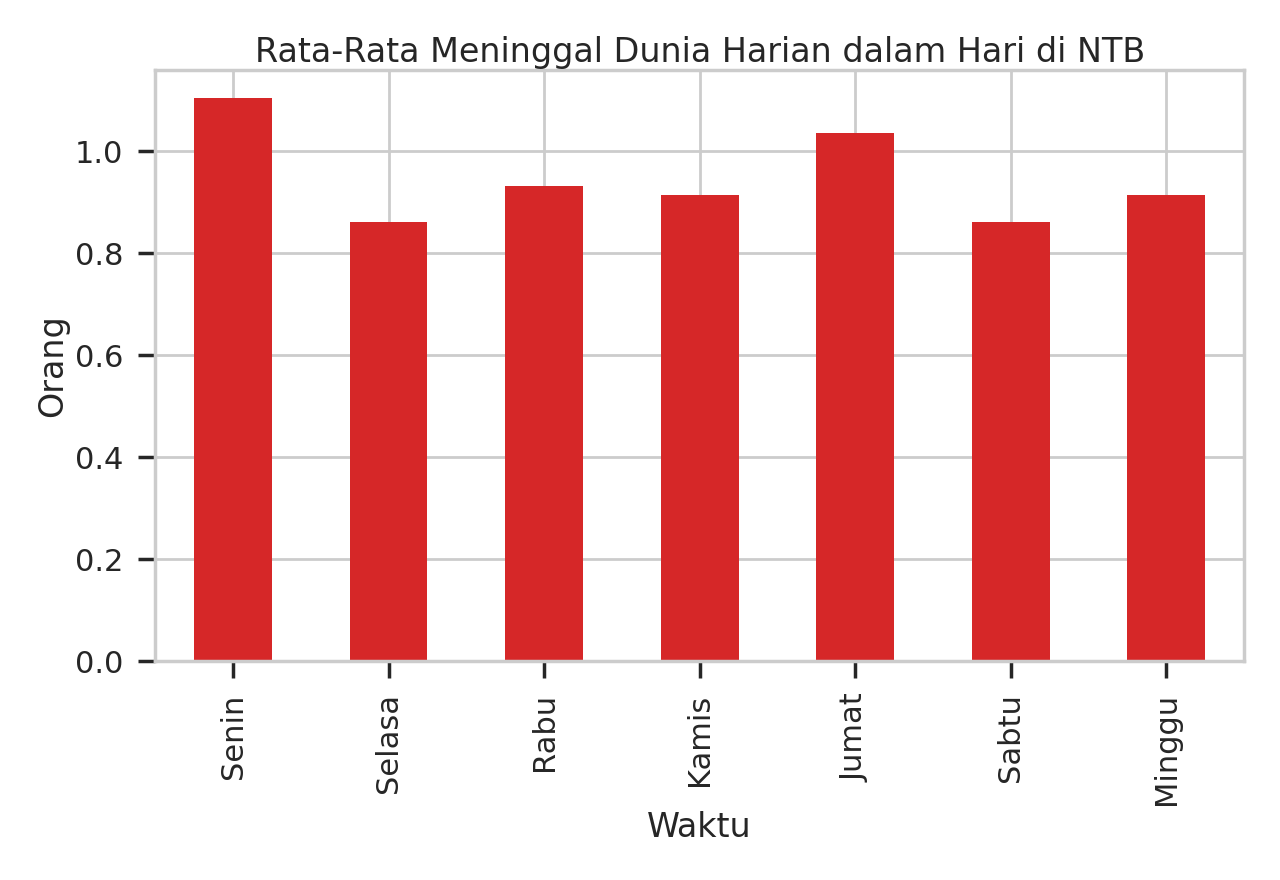 Rata-Rata Meninggal Dunia Harian dalam Hari di NTB
1.0
0.8
0.6
0.4
0.2
0.0
Orang
Senin
Selasa
Rabu
Kamis
Jumat
Sabtu
Minggu
Waktu